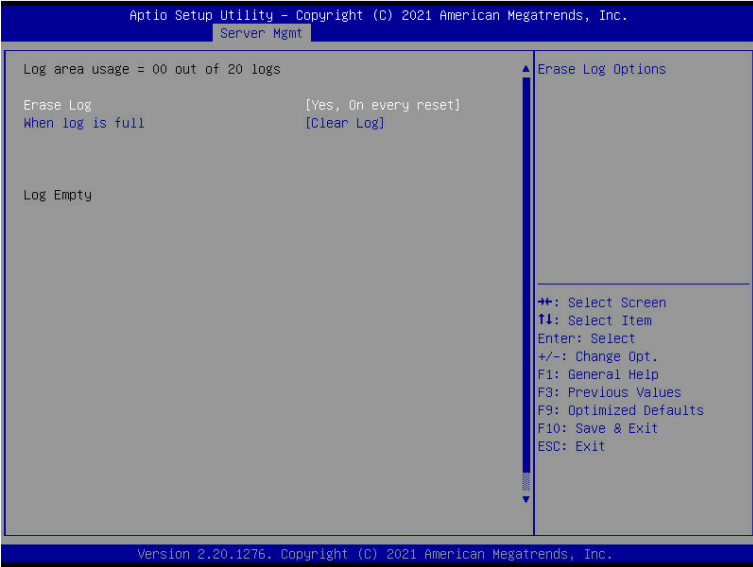 Aptio Setup Utility – Copyright (C) 2021 American Megatrends, Inc.
Server Mgmt
Log area usage = 00 out of 20 logs
Erase Log [Yes, On every reset]
When log is full [Clear Log]
Log Empty
Erase Log Options
→←: Select Screen
↑↓: Select Item
Enter: Select
+/-: Change Opt.
F1: General Help
F3: Previous Values
F9: Optimized Defaults
F10: Save & Exit
ESC: Exit
Version 2.20.1276. Copyright (C) 2021 American Megatrends, Inc.